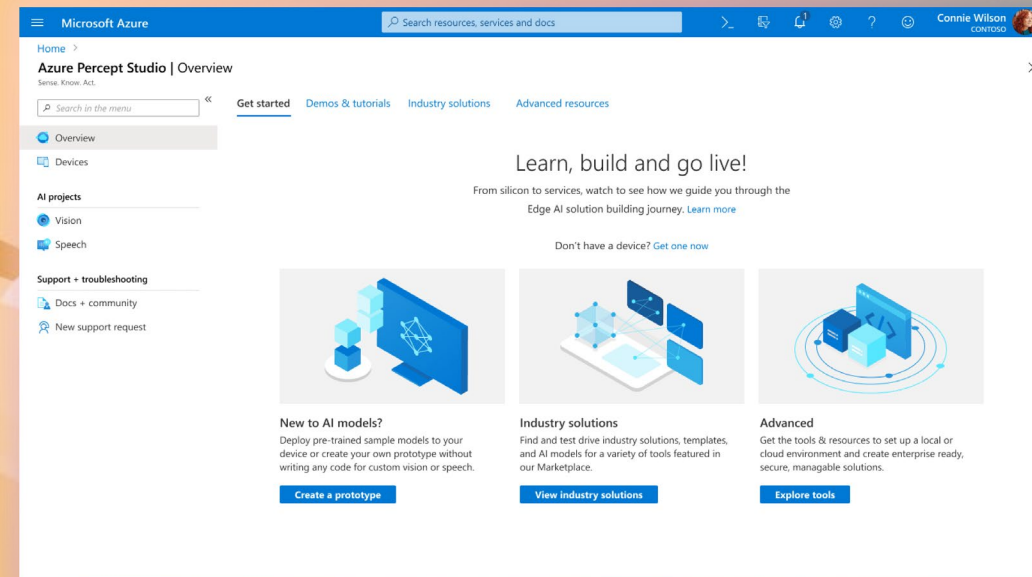 Microsoft Azure
Search resources, services and docs
1
Connie Wilson
CONTOSO
Home >
Azure Percept Studio | Overview
Sense. Know. Act.
Search in the menu
Overview
Devices
AI projects
Vision
Speech
Support + troubleshooting
Docs + community
New support request
Get started Demos & tutorials Industry solutions Advanced resources
Learn, build and go live!
From silicon to services, watch to see how we guide you through the
Edge AI solution building journey. Learn more
Don't have a device? Get one now
New to AI models?
Deploy pre-trained sample models to your
device or create your own prototype without
writing any code for custom vision or speech.
Create a prototype
Industry solutions
Find and test drive industry solutions, templates,
and AI models for a variety of tools featured in
our Marketplace.
View industry solutions
Advanced
Get the tools & resources to set up a local or
cloud environment and create enterprise ready,
secure, managable solutions.
Explore tools